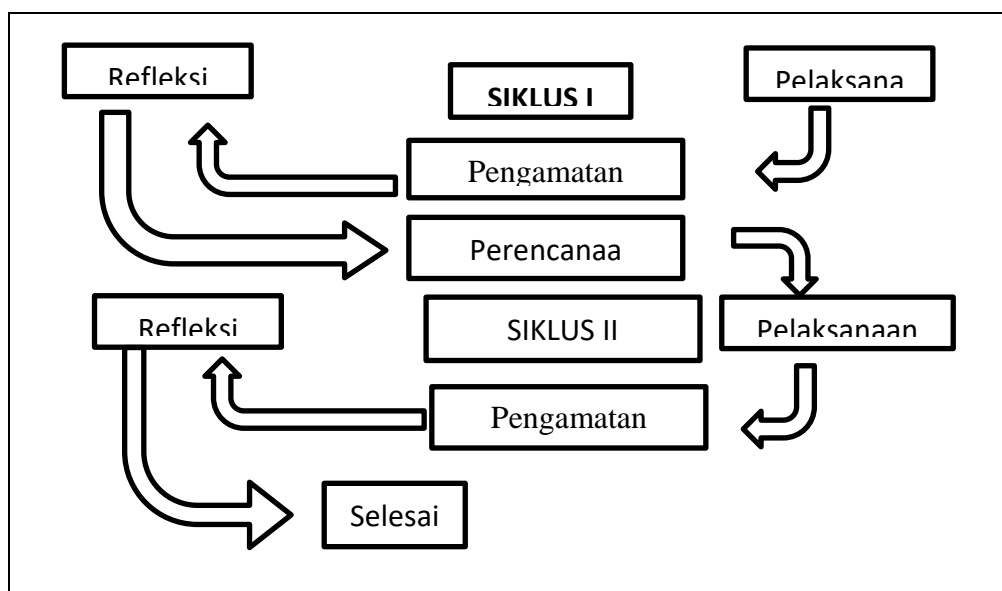 Refleksi
SIKLUS I
Pelaksana
Pengamatan
Perencanaa
Refleksi
SIKLUS II
Pelaksanaan
Pengamatan
Selesai